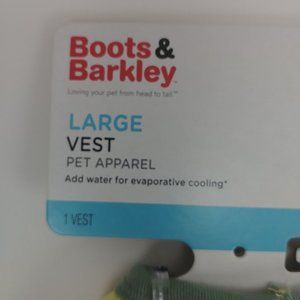 Boots&
Barkley™
Loving your pet from head to tail™
LARGE
VEST
PET APPAREL
Add water for evaporative cooling*
1 VEST